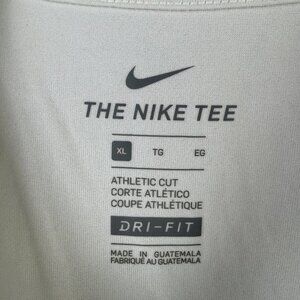 THE NIKE TEE
XL TG EG
ATHLETIC CUT
CORTE ATLÉTICO
COUPE ATHLÉTIQUE
DRI-FIT
MADE IN GUATEMALA
FABRIQUÉ AU GUATEMALA